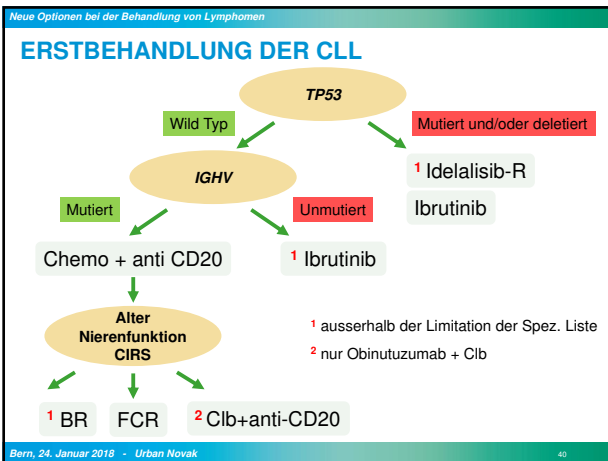 Neue Optionen bei der Behandlung von Lymphomen
ERSTBEHANDLUNG DER CLL
TP53
Wild Typ
Mutiert und/oder deletiert
IGHV
1 Idelalisib-R
Ibrutinib
Mutiert
Unmutiert
Chemo + anti CD20
1 Ibrutinib
Alter
Nierenfunktion
CIRS
1 ausserhalb der Limitation der Spez. Liste
2 nur Obinutuzumab + Clb
1 BR
FCR
2 Clb+anti-CD20
Bern, 24. Januar 2018 - Urban Novak
40